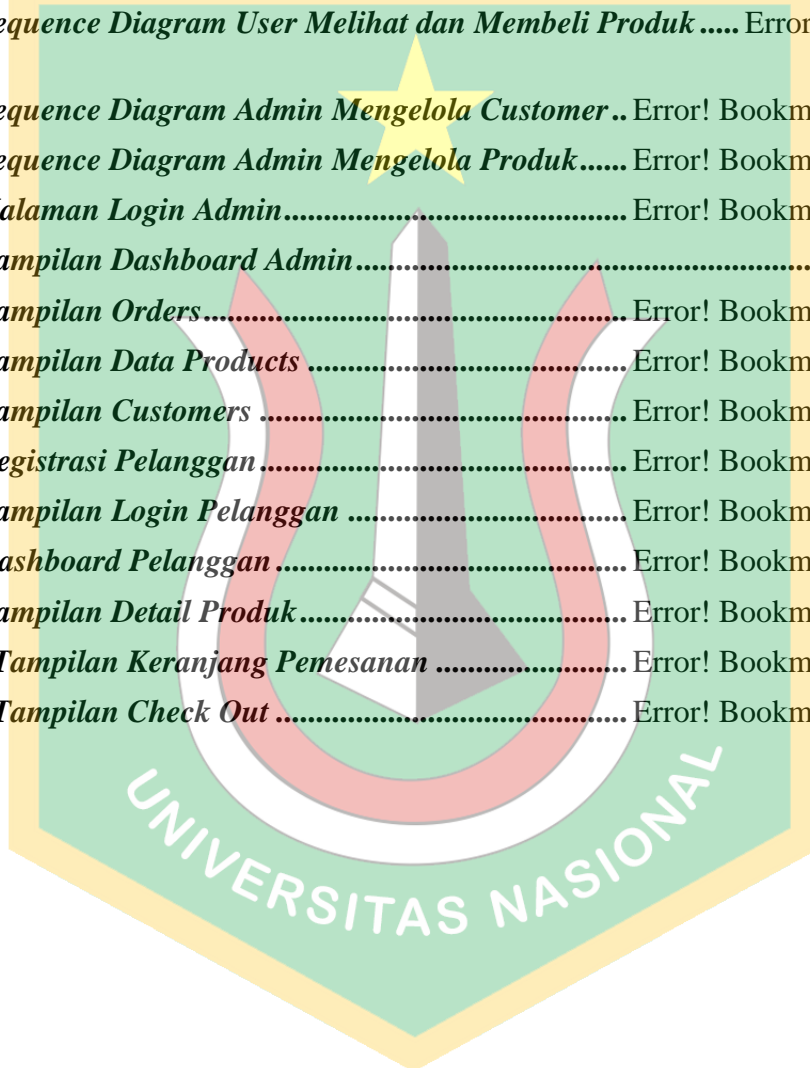 equence Diagram User Melihat dan Membeli Produk ..... Error
equence Diagram Admin Mengelola Customer .. Error! Bookm
equence Diagram Admin Mengelola Produk...... Error! Bookm
alaman Login Admin.......................................... Error! Bookm
ampilan Dashboard Admin........................................................
ampilan Orders.................................................... Error! Bookm
ampilan Data Products ....................................... Error! Bookm
ampilan Customers ............................................. Error! Bookm
egistrasi Pelanggan............................................. Error! Bookm
ampilan Login Pelanggan .................................. Error! Bookm
ashboard Pelanggan........................................... Error! Bookm
ampilan Detail Produk........................................ Error! Bookm
Tampilan Keranjang Pemesanan ....................... Error! Bookm
Tampilan Check Out ........................................... Error! Bookm
UNIVERSITAS NASIONAL